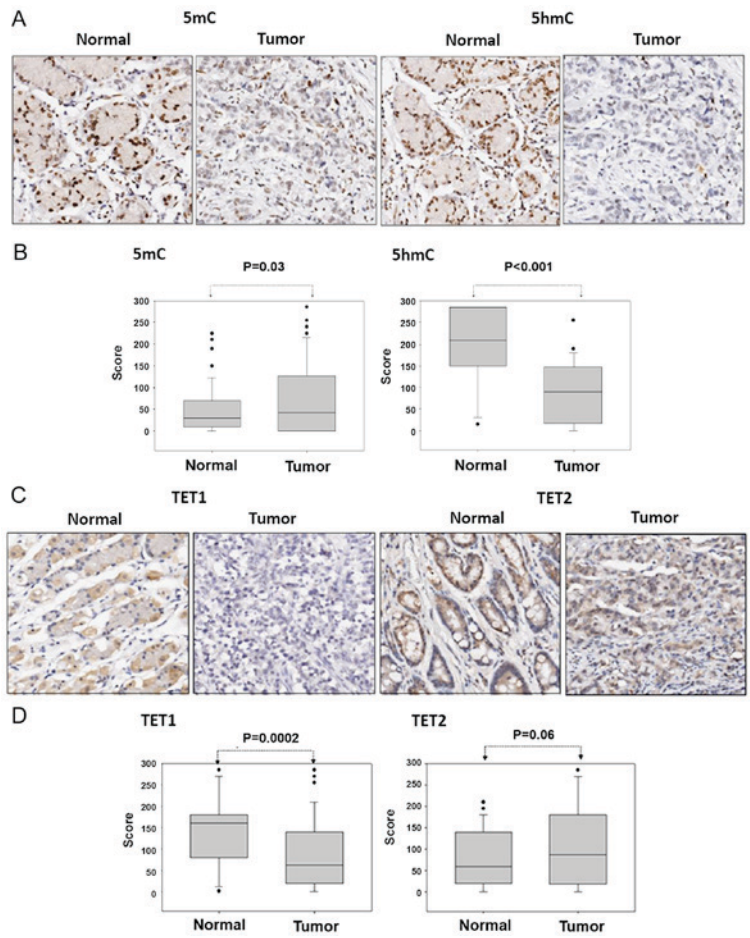 A
5mC
5hmC
Normal
Tumor
Normal
Tumor
B
5mC
5hmC
P=0.03
P<0.001
Score
300
250
200
150
100
50
0
Normal
Tumor
Score
300
250
200
150
100
50
0
Normal
Tumor
C
TET1
TET2
Normal
Tumor
Normal
Tumor
D
TET1
TET2
P=0.0002
P=0.06
Score
300
250
200
150
100
50
0
Normal
Tumor
Score
300
250
200
150
100
50
0
Normal
Tumor